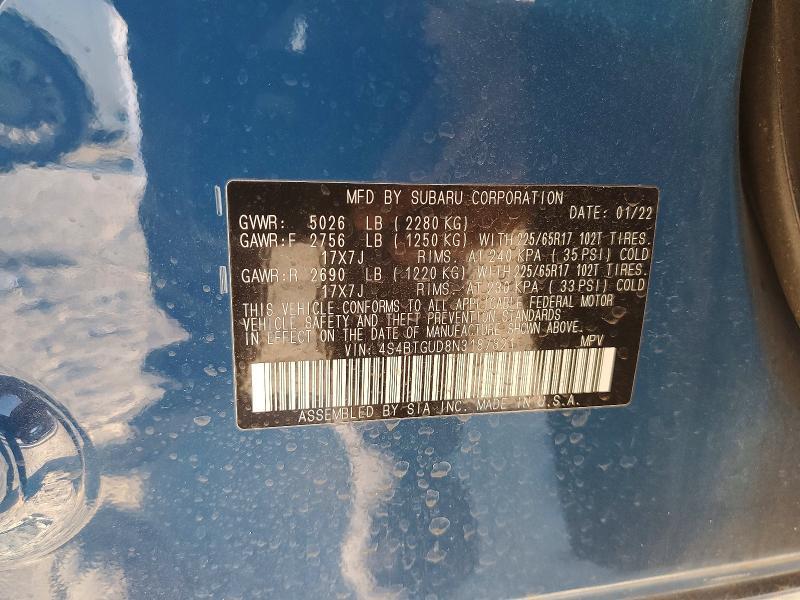 MFD BY SUBARU CORPORATION
DATE: 01/22
GVWR: 5026 LB (2280 KG)
GAWR:F 2756 LB (1250 KG) WITH 225/65R17 102T TIRES.
17X7J RIMS. AT 240 KPA (35 PSI) COLD
GAWR:R 2690 LB (1220 KG) WITH 225/65R17 102T TIRES.
17X7J RIMS. AT 230 KPA (33 PSI) COLD
THIS VEHICLE CONFORMS TO ALL APPLICABLE FEDERAL MOTOR
VEHICLE SAFETY AND THEFT PREVENTION STANDARDS
IN EFFECT ON THE DATE OF MANUFACTURE SHOWN ABOVE.
VIN: MPV
ASSEMBLED BY SIA INC. MADE IN U.S.A.